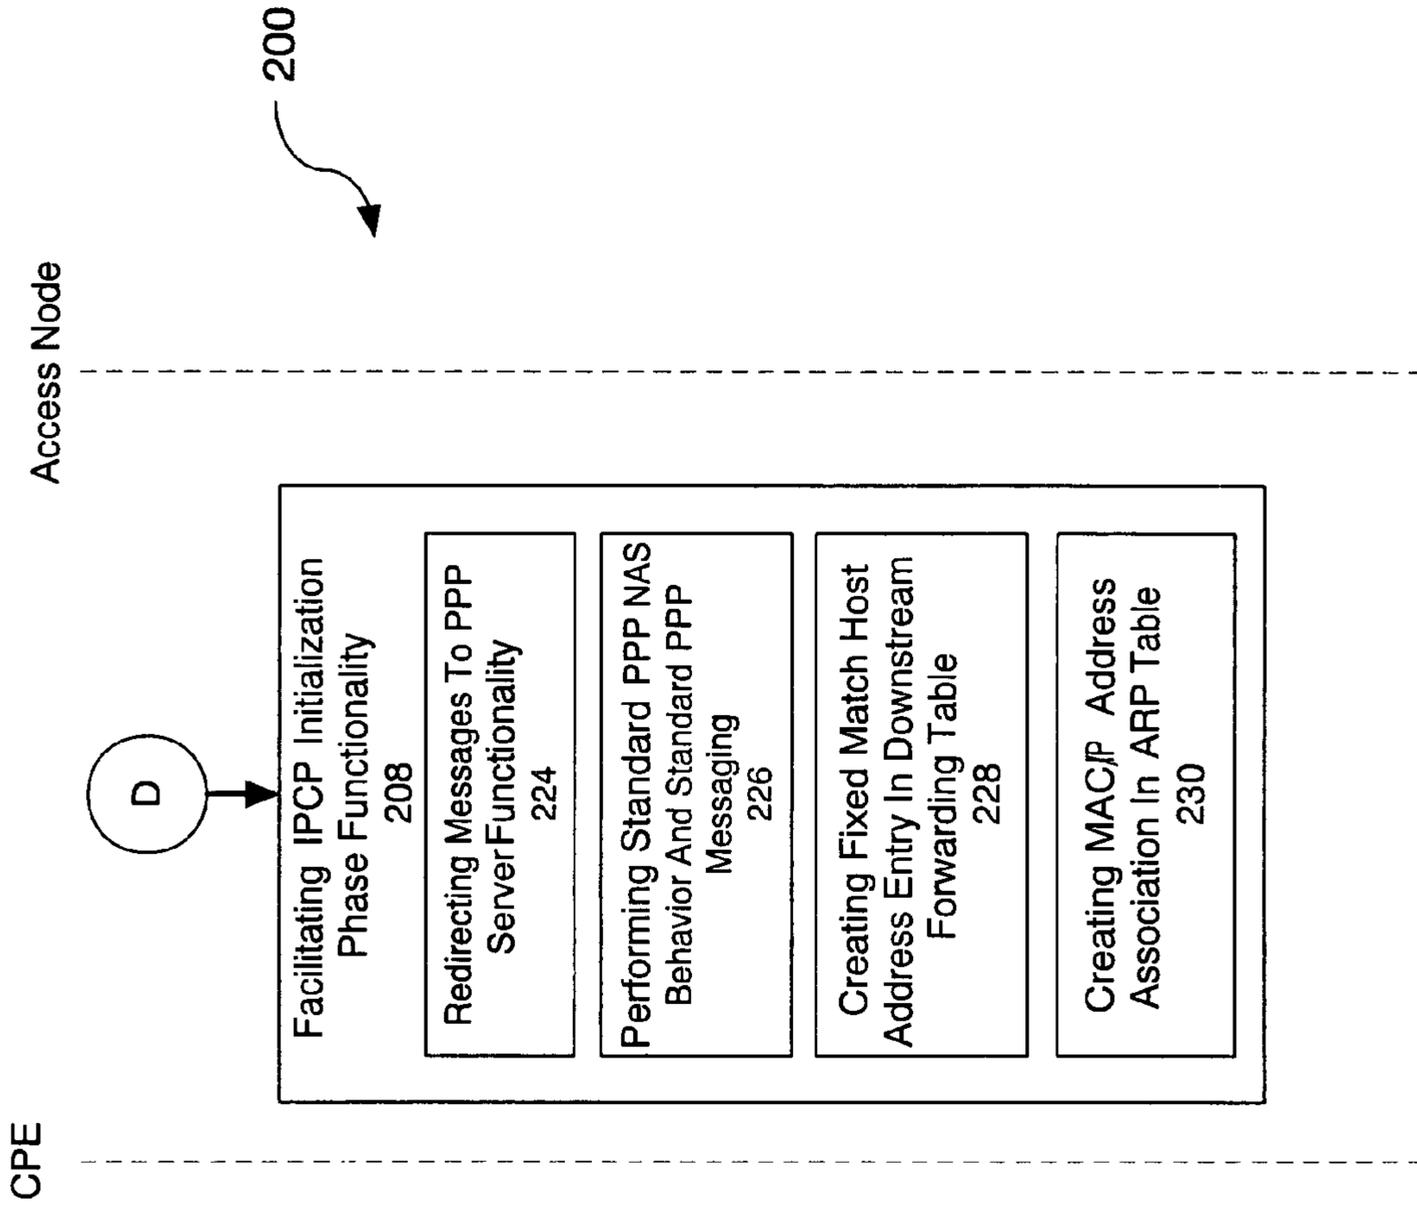 CPE
Access Node
200
D
Facilitating IPCP Initialization
Phase Functionality
208
Redirecting Messages To PPP
Server Functionality
224
Performing Standard PPP NAS
Behavior And Standard PPP
Messaging
226
Creating Fixed Match Host
Address Entry In Downstream
Forwarding Table
228
Creating MAC/IP Address
Association In ARP Table
230